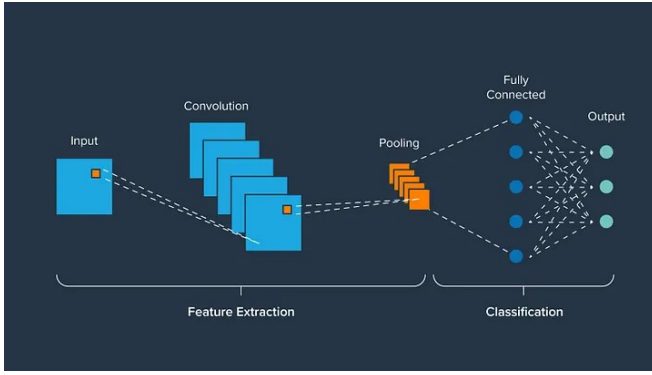 Input
Convolution
Pooling
Fully
Connected
Output
Feature Extraction
Classification